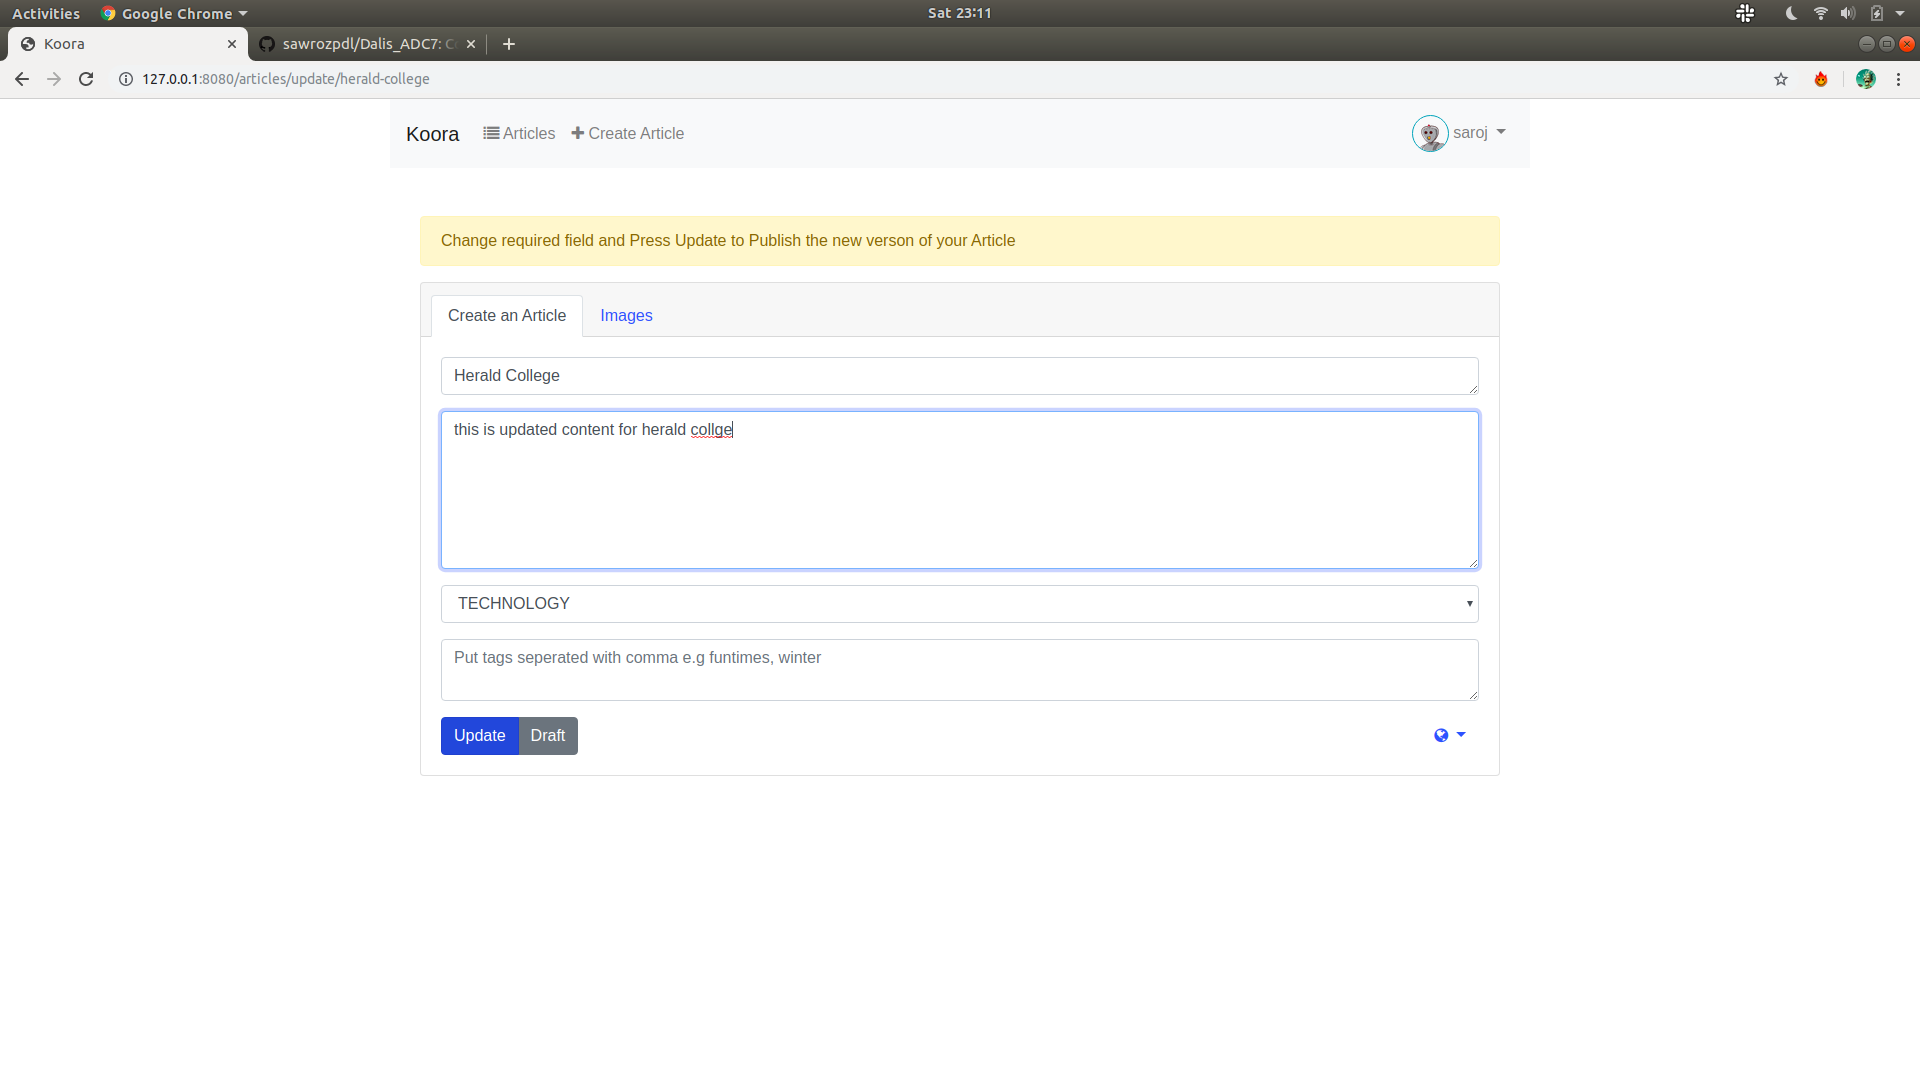 Activities Google Chrome Sat 23:11
Koora sawrozpdl/Dalis_ADC7:
127.0.0.1:8080/articles/update/herald-college
Koora Articles Create Article saroj
Change required field and Press Update to Publish the new verson of your Article
Create an Article Images
Herald College
this is updated content for herald collge
TECHNOLOGY
Put tags seperated with comma e.g funtimes, winter
Update Draft